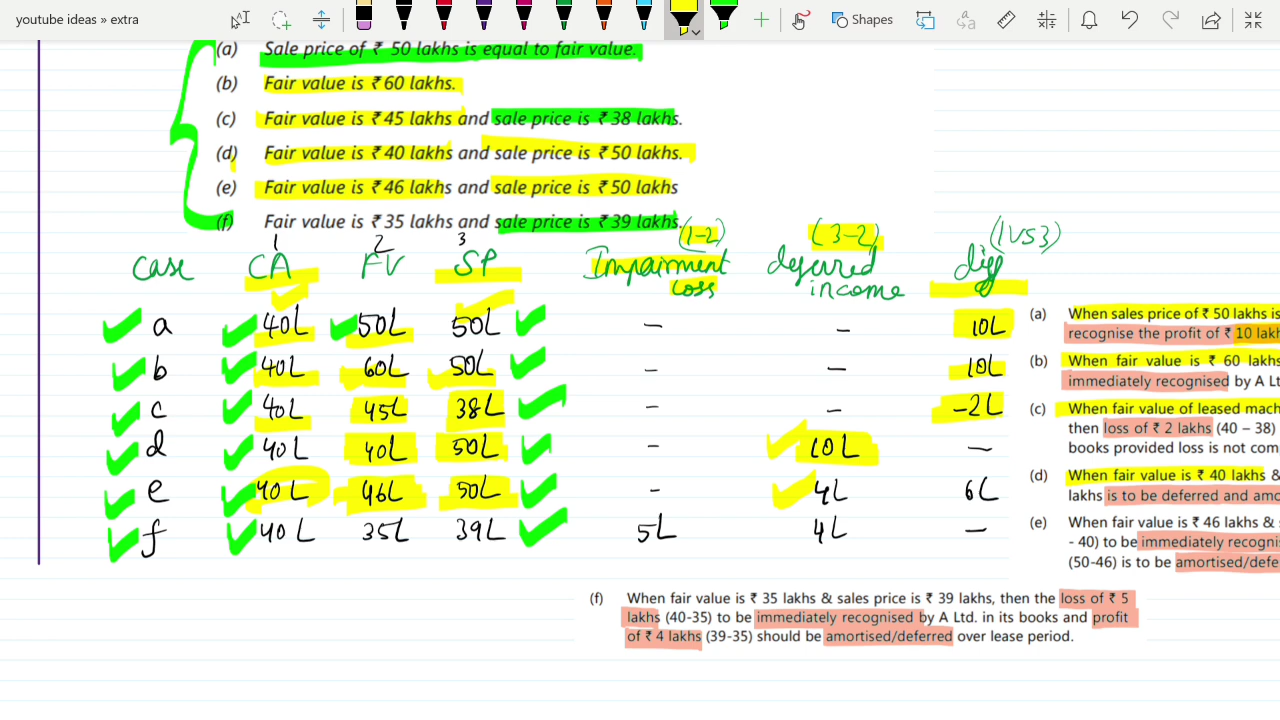 youtube ideas » extra
Shapes
(a) Sale price of ₹ 50 lakhs is equal to fair value.
(b) Fair value is ₹ 60 lakhs.
(c) Fair value is ₹ 45 lakhs and sale price is ₹ 38 lakhs.
(d) Fair value is ₹ 40 lakhs and sale price is ₹ 50 lakhs.
(e) Fair value is ₹ 46 lakhs and sale price is ₹ 50 lakhs
(f) Fair value is ₹ 35 lakhs and sale price is ₹ 39 lakhs.
1 2 3 (1-2) (3-2) (1 VS 3)
Case CA FV SP Impairment loss deferred income diff
a 40L 50L 50L - - 10L
b 40L 60L 50L - - 10L
c 40L 45L 38L - - -2L
d 40L 40L 50L - 10L -
e 40L 46L 50L - 4L 6L
f 40L 35L 39L 5L 4L -
(a) When sales price of ₹ 50 lakhs is
recognise the profit of ₹ 10 lakh
(b) When fair value is ₹ 60 lakhs
immediately recognised by A Lt
(c) When fair value of leased mach
then loss of ₹ 2 lakhs (40 – 38)
books provided loss is not com
(d) When fair value is ₹ 40 lakhs &
lakhs is to be deferred and amo
(e) When fair value is ₹ 46 lakhs &
- 40) to be immediately recogni
(50-46) is to be amortised/defe
(f) When fair value is ₹ 35 lakhs & sales price is ₹ 39 lakhs, then the loss of ₹ 5
lakhs (40-35) to be immediately recognised by A Ltd. in its books and profit
of ₹ 4 lakhs (39-35) should be amortised/deferred over lease period.